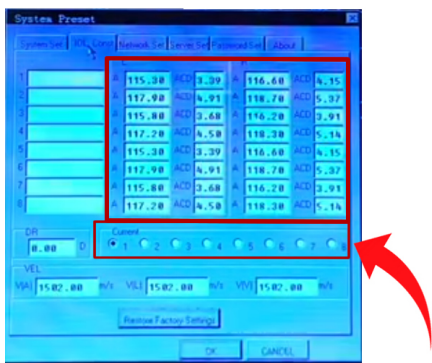 System Preset
System Set IOL Const Network Set Server Set Password Set About
1 A 115.30 ACD 3.39 A 116.60 ACD 4.15
2 A 117.90 ACD 4.91 A 118.70 ACD 5.37
3 A 115.80 ACD 3.68 A 116.20 ACD 3.91
4 A 117.20 ACD 4.50 A 118.30 ACD 5.14
5 A 115.30 ACD 3.39 A 116.60 ACD 4.15
6 A 117.90 ACD 4.91 A 118.70 ACD 5.37
7 A 115.80 ACD 3.68 A 116.20 ACD 3.91
8 A 117.20 ACD 4.50 A 118.30 ACD 5.14
DR Current
0.00 D 1 2 3 4 5 6 7 8
VEL
V(A) 1502.00 m/s V(L) 1502.00 m/s V(V) 1502.00 m/s
Restore Factory Settings
OK CANCEL